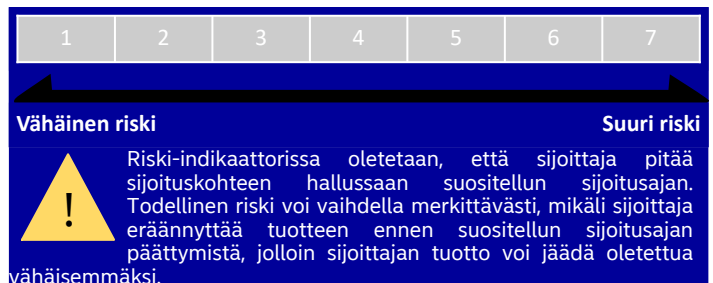 1 2 3 4 5 6 7
Vähäinen riski Suuri riski
Riski-indikaattorissa oletetaan, että sijoittaja pitää
sijoituskohteen hallussaan suositellun sijoitusajan.
Todellinen riski voi vaihdella merkittävästi, mikäli sijoittaja
! eräännyttää tuotteen ennen suositellun sijoitusajan
päättymistä, jolloin sijoittajan tuotto voi jäädä oletettua
vähäisemmäksi.